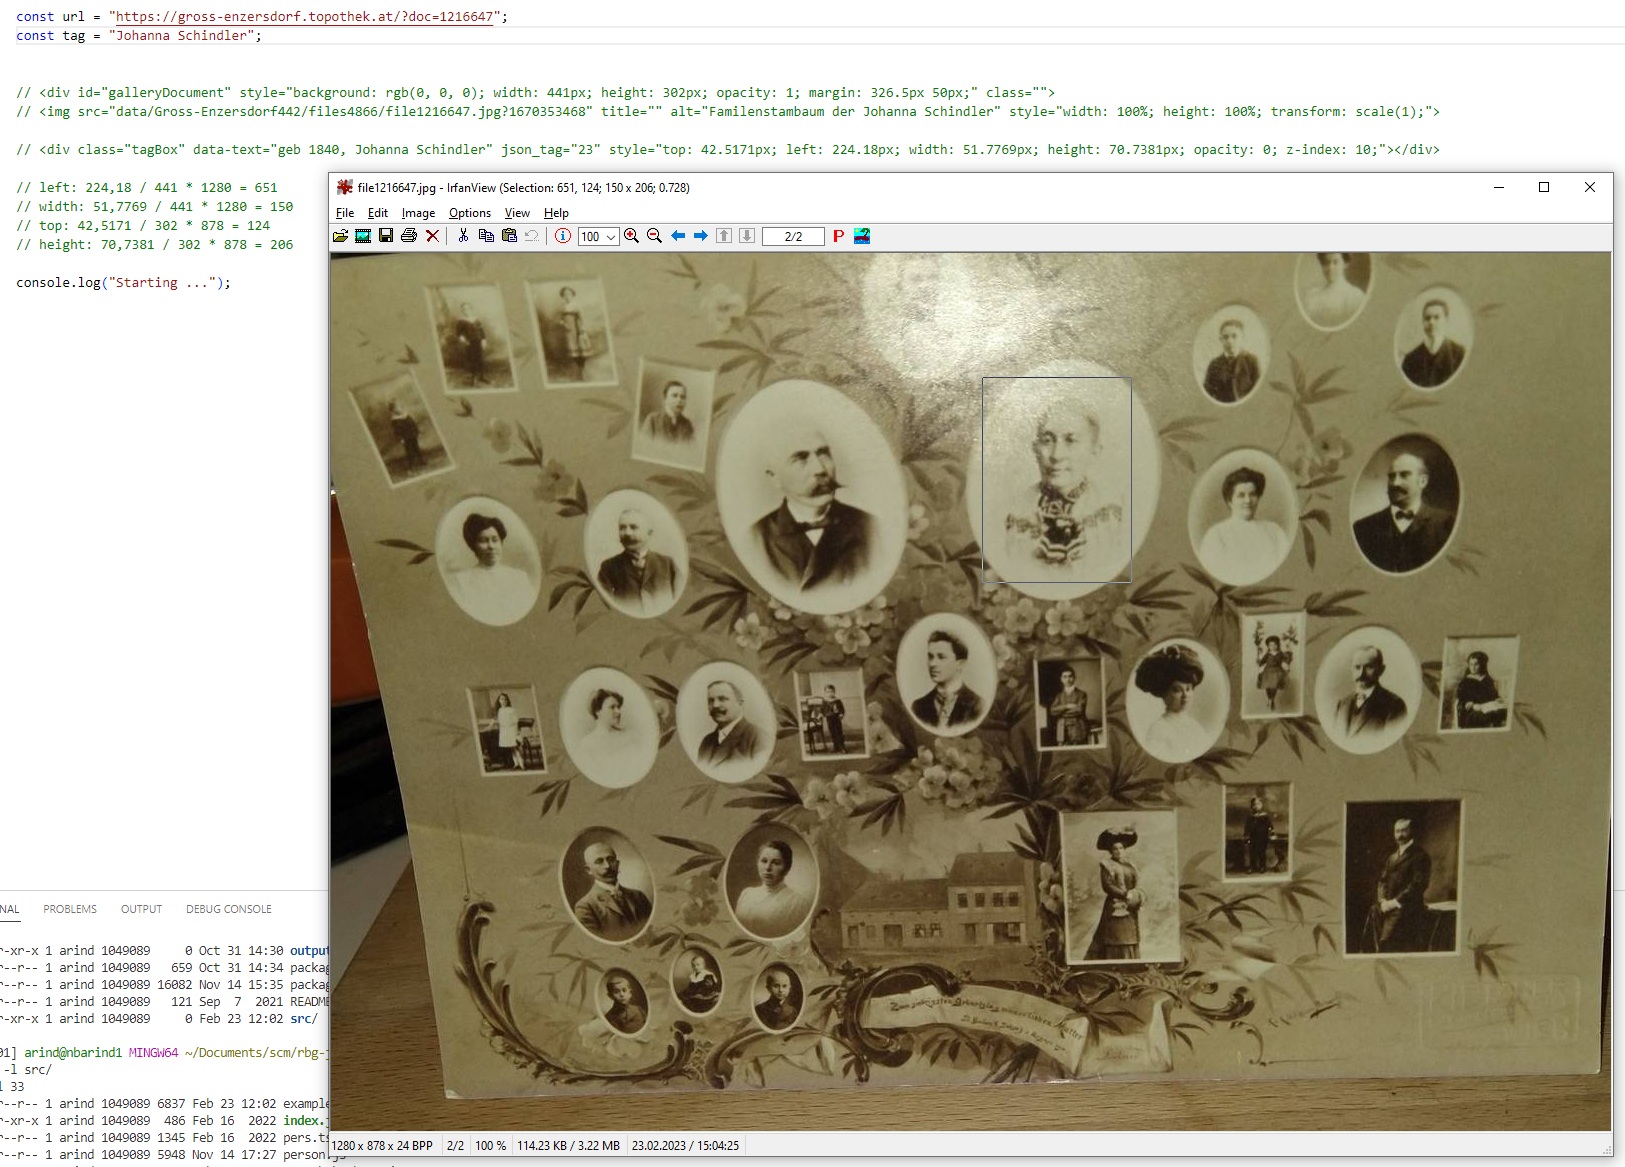 const url = "https://gross-enzersdorf.topothek.at/?doc=1216647";
const tag = "Johanna Schindler";
// <div id="galleryDocument" style="background: rgb(0, 0, 0); width: 441px; height: 302px; opacity: 1; margin: 326.5px 50px;" class="">
// <img src="data/Gross-Enzersdorf442/files4866/file1216647.jpg?1670353468" title="" alt="Familenstambaum der Johanna Schindler" style="width: 100%; height: 100%; transform: scale(1);">
// <div class="tagBox" data-text="geb 1840, Johanna Schindler" json_tag="23" style="top: 42.5171px; left: 224.18px; width: 51.7769px; height: 70.7381px; opacity: 0; z-index: 10;"></div>
// left: 224,18 / 441 * 1280 = 651
// width: 51,7769 / 441 * 1280 = 150
// top: 42,5171 / 302 * 878 = 124
// height: 70,7381 / 302 * 878 = 206
console.log("Starting ...");
file1216647.jpg - IrfanView (Selection: 651, 124; 150 x 206; 0.728)
File Edit Image Options View Help
100 2/2 P
NAL PROBLEMS OUTPUT DEBUG CONSOLE
r-xr-x 1 arind 1049089 0 Oct 31 14:30 output
r--r-- 1 arind 1049089 659 Oct 31 14:34 packag
r--r-- 1 arind 1049089 16082 Nov 14 15:35 packag
r--r-- 1 arind 1049089 121 Sep 7 2021 README
r-xr-x 1 arind 1049089 0 Feb 23 12:02 src/
01] arind@nbarind1 MINGW64 ~/Documents/scm/rbg-
-l src/
l 33
r--r-- 1 arind 1049089 6837 Feb 23 12:02 example
r-xr-x 1 arind 1049089 486 Feb 16 2022 index.
r--r-- 1 arind 1049089 1345 Feb 16 2022 pers.ts
r--r-- 1 arind 1049089 5948 Nov 14 17:27 person.js
1280 x 878 x 24 BPP 2/2 100 % 114.23 KB / 3.22 MB 23.02.2023 / 15:04:25